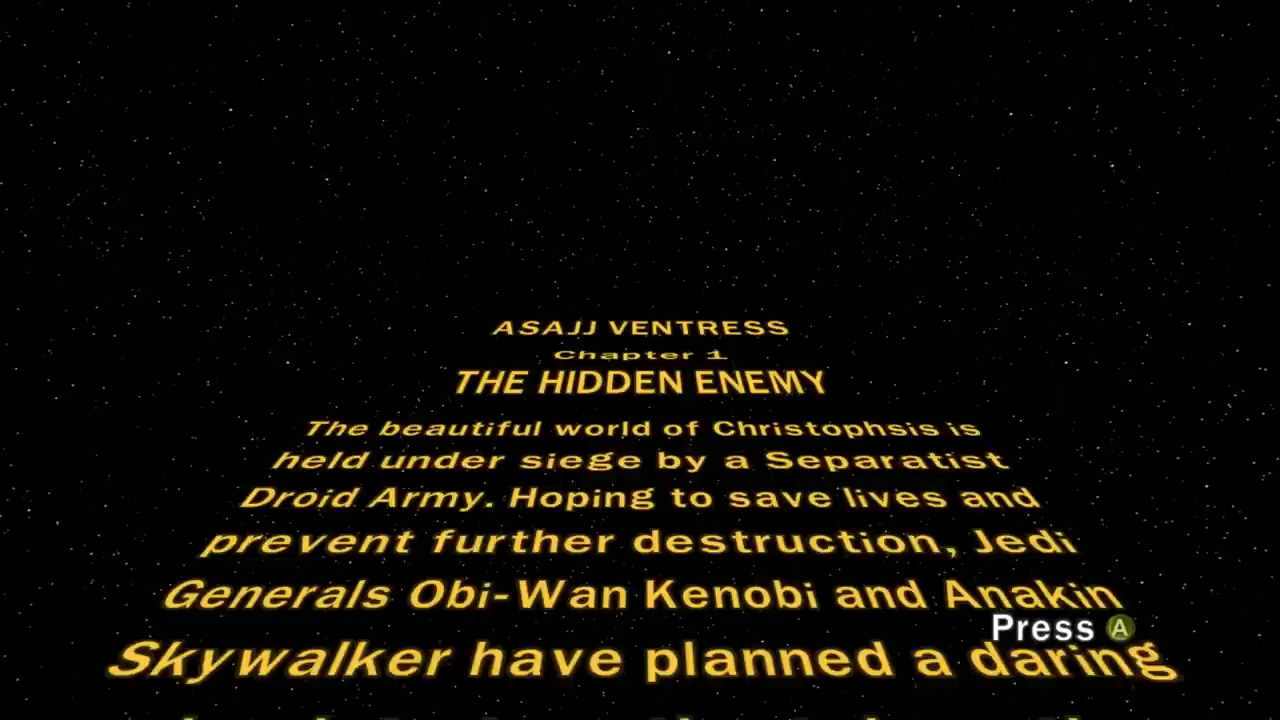 ASAJJ VENTRESS
Chapter 1
THE HIDDEN ENEMY
The beautiful world of Christophsis is
held under siege by a Separatist
Droid Army. Hoping to save lives and
prevent further destruction, Jedi
Generals Obi-Wan Kenobi and Anakin
Press A
Skywalker have planned a daring